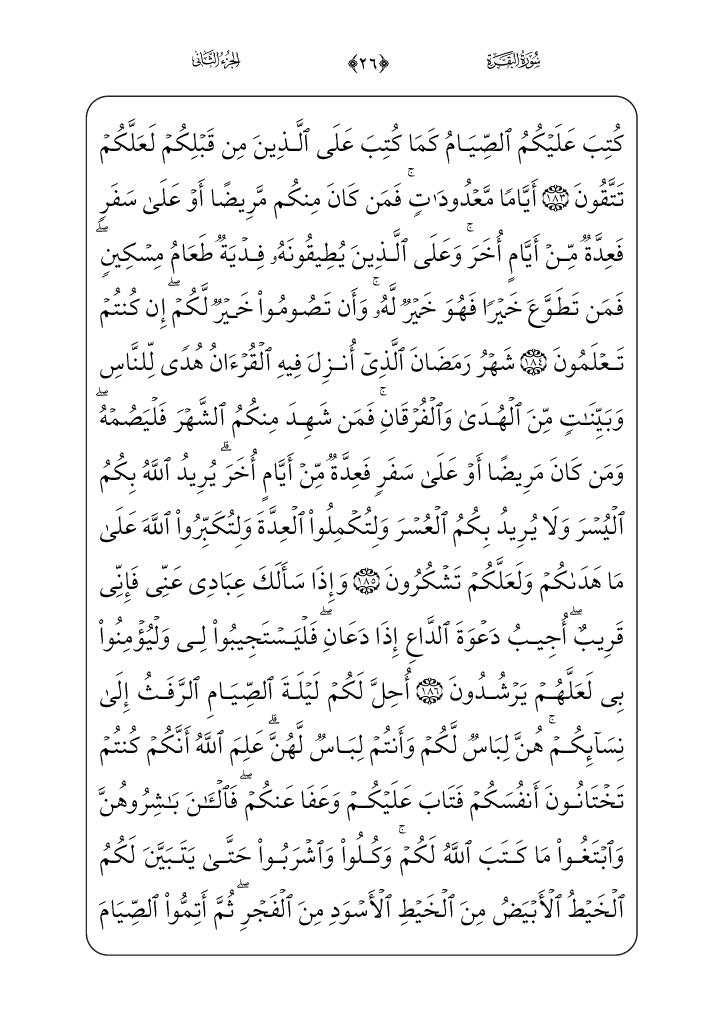 سُورَةُ البَقَرَةِ ﴿٢٦﴾ الجُزءُ الثَّانِي
كُتِبَ عَلَيۡكُمُ ٱلصِّيَامُ كَمَا كُتِبَ عَلَى ٱلَّذِينَ مِن قَبۡلِكُمۡ لَعَلَّكُمۡ
تَتَّقُونَ ١٨٣ أَيَّامٗا مَّعۡدُودَٰتٖۚ فَمَن كَانَ مِنكُم مَّرِيضًا أَوۡ عَلَىٰ سَفَرٖ
فَعِدَّةٞ مِّنۡ أَيَّامٍ أُخَرَۚ وَعَلَى ٱلَّذِينَ يُطِيقُونَهُۥ فِدۡيَةٞ طَعَامُ مِسۡكِينٖۖ
فَمَن تَطَوَّعَ خَيۡرٗا فَهُوَ خَيۡرٞ لَّهُۥۚ وَأَن تَصُومُواْ خَيۡرٞ لَّكُمۡۖ إِن كُنتُمۡ
تَعۡلَمُونَ ١٨٤ شَهۡرُ رَمَضَانَ ٱلَّذِيٓ أُنزِلَ فِيهِ ٱلۡقُرۡءَانُ هُدٗى لِّلنَّاسِ
وَبَيِّنَٰتٖ مِّنَ ٱلۡهُدَىٰ وَٱلۡفُرۡقَانِۚ فَمَن شَهِدَ مِنكُمُ ٱلشَّهۡرَ فَلۡيَصُمۡهُۖ
وَمَن كَانَ مَرِيضًا أَوۡ عَلَىٰ سَفَرٖ فَعِدَّةٞ مِّنۡ أَيَّامٍ أُخَرَۗ يُرِيدُ ٱللَّهُ بِكُمُ
ٱلۡيُسۡرَ وَلَا يُرِيدُ بِكُمُ ٱلۡعُسۡرَ وَلِتُكۡمِلُواْ ٱلۡعِدَّةَ وَلِتُكَبِّرُواْ ٱللَّهَ عَلَىٰ
مَا هَدَىٰكُمۡ وَلَعَلَّكُمۡ تَشۡكُرُونَ ١٨٥ وَإِذَا سَأَلَكَ عِبَادِي عَنِّي فَإِنِّي
قَرِيبٌۖ أُجِيبُ دَعۡوَةَ ٱلدَّاعِ إِذَا دَعَانِۖ فَلۡيَسۡتَجِيبُواْ لِي وَلۡيُؤۡمِنُواْ
بِي لَعَلَّهُمۡ يَرۡشُدُونَ ١٨٦ أُحِلَّ لَكُمۡ لَيۡلَةَ ٱلصِّيَامِ ٱلرَّفَثُ إِلَىٰ
نِسَآئِكُمۡۚ هُنَّ لِبَاسٞ لَّكُمۡ وَأَنتُمۡ لِبَاسٞ لَّهُنَّۗ عَلِمَ ٱللَّهُ أَنَّكُمۡ كُنتُمۡ
تَخۡتَانُونَ أَنفُسَكُمۡ فَتَابَ عَلَيۡكُمۡ وَعَفَا عَنكُمۡۖ فَٱلۡـَٰٔنَ بَٰشِرُوهُنَّ
وَٱبۡتَغُواْ مَا كَتَبَ ٱللَّهُ لَكُمۡۚ وَكُلُواْ وَٱشۡرَبُواْ حَتَّىٰ يَتَبَيَّنَ لَكُمُ
ٱلۡخَيۡطُ ٱلۡأَبۡيَضُ مِنَ ٱلۡخَيۡطِ ٱلۡأَسۡوَدِ مِنَ ٱلۡفَجۡرِۖ ثُمَّ أَتِمُّواْ ٱلصِّيَامَ